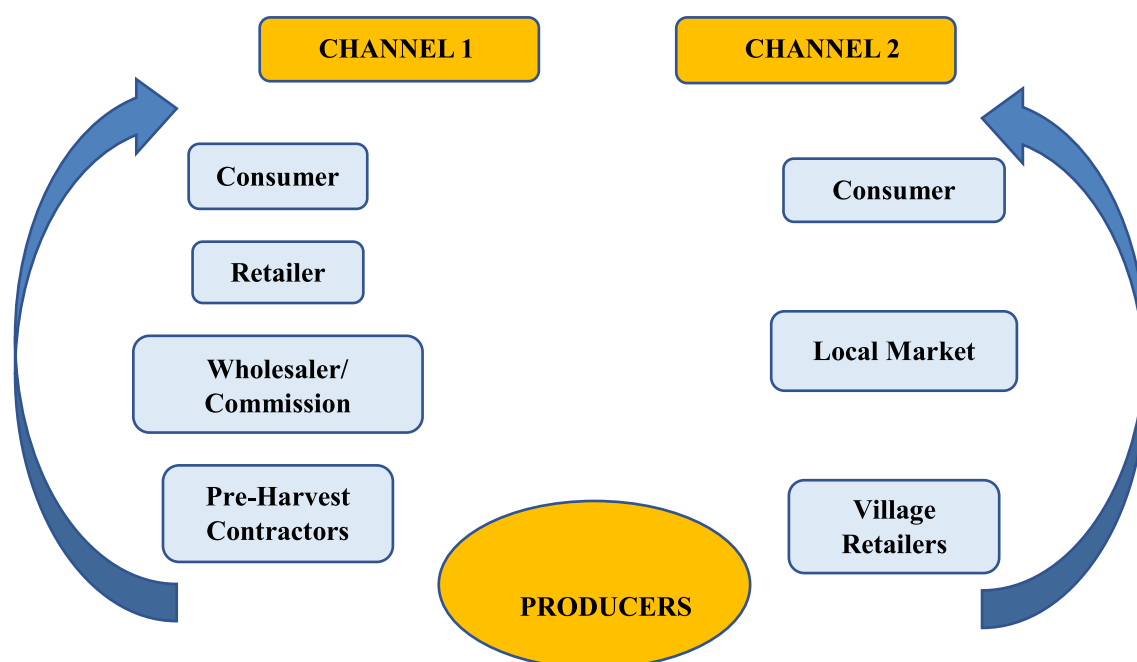 CHANNEL 1
CHANNEL 2
Consumer
Retailer
Wholesaler/
Commission
Pre-Harvest
Contractors
Consumer
Local Market
Village
Retailers
PRODUCERS